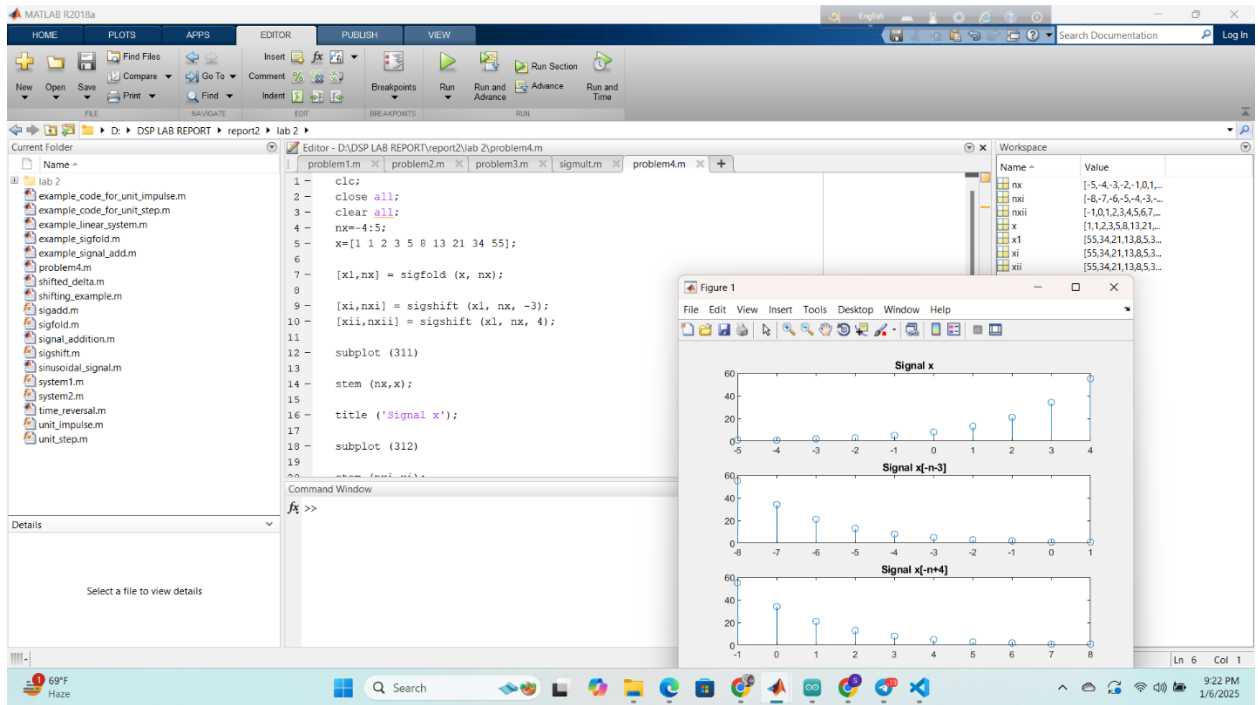 MATLAB R2018a
English
HOME PLOTS APPS EDITOR PUBLISH VIEW
Search Documentation
Log In
New
Open
Save
Find Files
Compare
Print
Go To
Find
Insert
Comment
Indent
Breakpoints
Run
Run and Advance
Run Section
Advance
Run and Time
FILE NAVIGATE EDIT BREAKPOINTS RUN
D: DSP LAB REPORT report2 lab 2
Current Folder
Name
lab 2
example_code_for_unit_impulse.m
example_code_for_unit_step.m
example_linear_system.m
example_sigfold.m
example_signal_add.m
problem4.m
shifted_delta.m
shifting_example.m
sigadd.m
sigfold.m
signal_addition.m
sigshift.m
sinusoidal_signal.m
system1.m
system2.m
time_reversal.m
unit_impulse.m
unit_step.m
Details
Select a file to view details
Editor - D:\DSP LAB REPORT\report2\lab 2\problem4.m
problem1.m problem2.m problem3.m sigmult.m problem4.m
1 clc;
2 close all;
3 clear all;
4 nx=-4:5;
5 x=[1 1 2 3 5 8 13 21 34 55];
6
7 [x1,nx] = sigfold (x, nx);
8
9 [xi,nxi] = sigshift (x1, nx, -3);
10 [xii,nxii] = sigshift (x1, nx, 4);
11
12 subplot (311)
13
14 stem (nx,x);
15
16 title ('Signal x');
17
18 subplot (312)
19
Command Window
fx >>
Workspace
Name Value
nx [-5,-4,-3,-2,-1,0,1,...
nxi [-8,-7,-6,-5,-4,-3,-...
nxii [-1,0,1,2,3,4,5,6,7,...
x [1,1,2,3,5,8,13,21,...
x1 [55,34,21,13,8,5,3...
xi [55,34,21,13,8,5,3...
xii [55,34,21,13,8,5,3...
Figure 1
File Edit View Insert Tools Desktop Window Help
Signal x
60
40
20
0
-5 -4 -3 -2 -1 0 1 2 3 4
Signal x[-n-3]
60
40
20
0
-8 -7 -6 -5 -4 -3 -2 -1 0 1
Signal x[-n+4]
60
40
20
0
-1 0 1 2 3 4 5 6 7 8
Ln 6 Col 1
1
69°F
Haze
Search
9:22 PM
1/6/2025